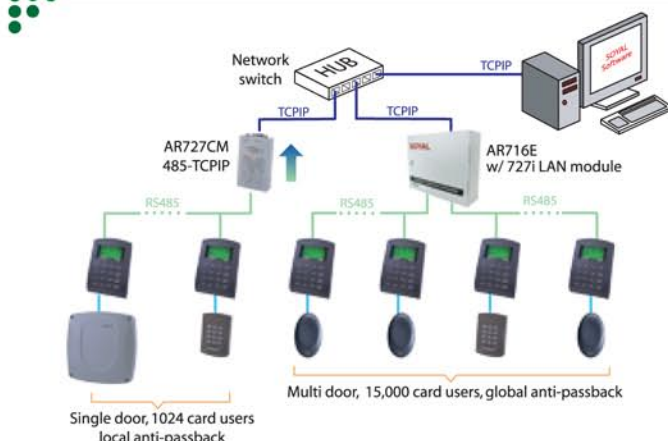 SOYAL
Software
Network
switch
HUB
TCPIP
TCPIP
TCPIP
AR727CM
485-TCPIP
SOYAL
AR716E
w/ 727i LAN module
RS485
RS485
RS485
Multi door, 15,000 card users, global anti-passback
Single door, 1024 card users
local anti-passback